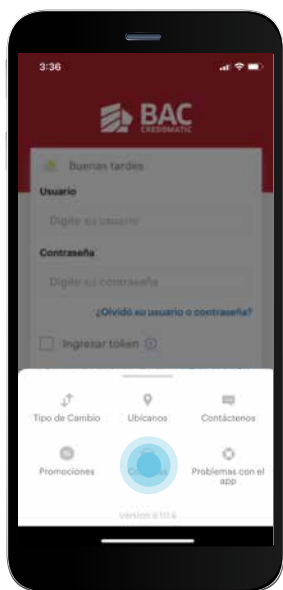 3:36
BAC
CREDOMATIC
Buenas tardes
Usuario
Digite su usuario
Contraseña
Digite su contraseña
¿Olvidó su usuario o contraseña?
Ingresar token
Tipo de Cambio
Ubícanos
Contáctenos
Promociones
Problemas con el
app